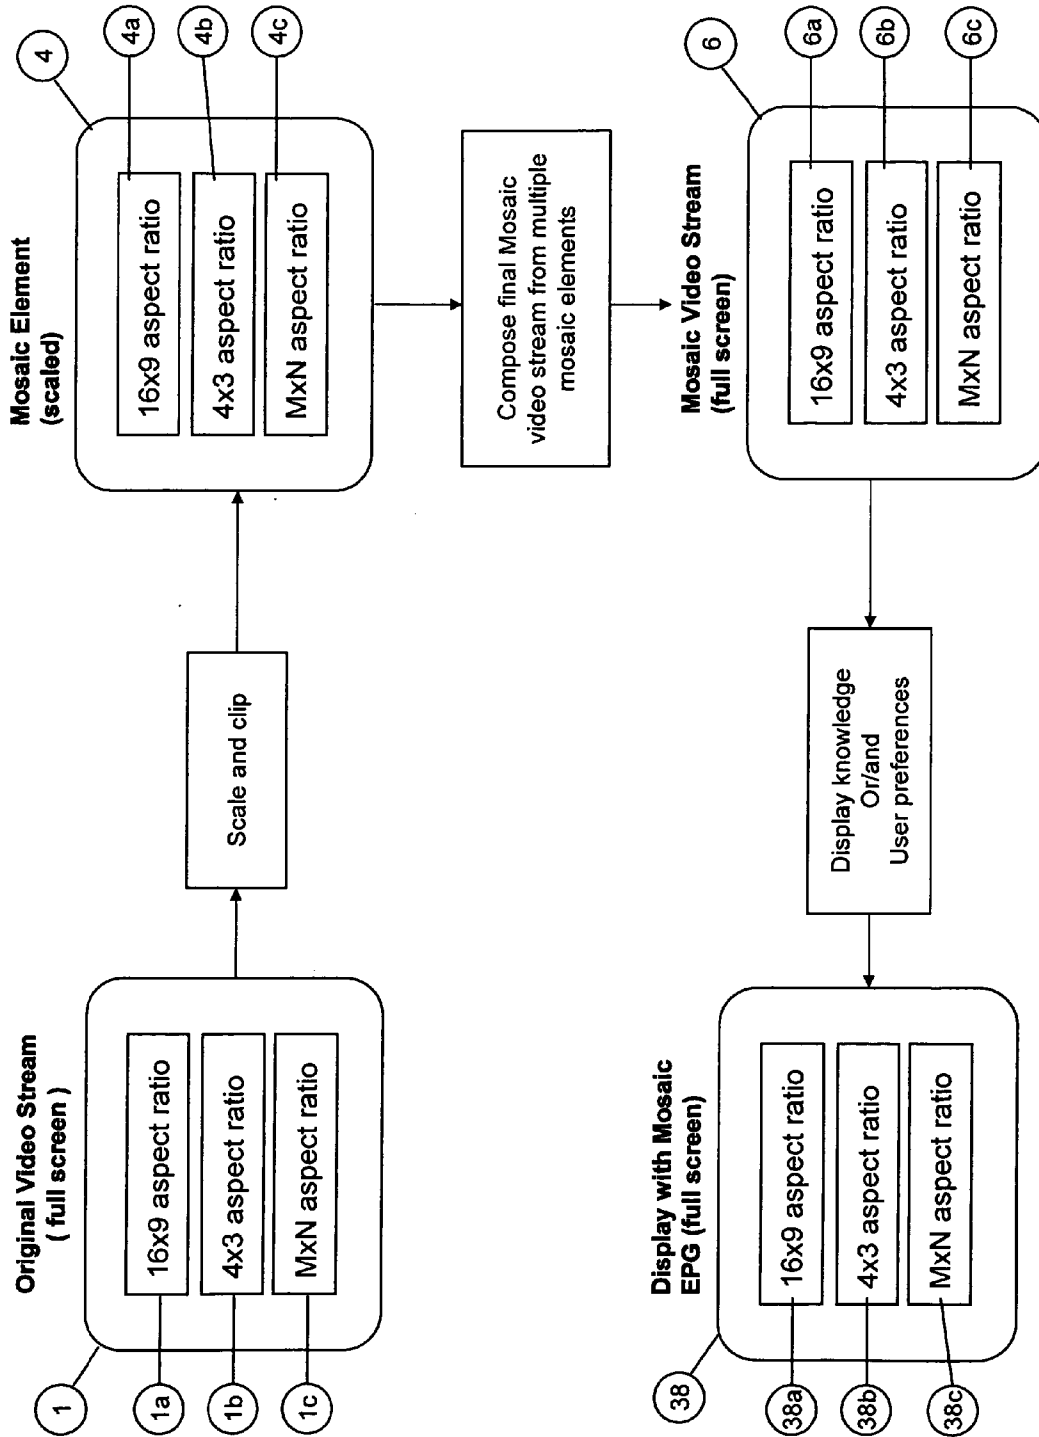 Original Video Stream
( full screen )
1
1a
16x9 aspect ratio
1b
4x3 aspect ratio
1c
MxN aspect ratio
Scale and clip
Mosaic Element
(scaled)
4
4a
16x9 aspect ratio
4b
4x3 aspect ratio
4c
MxN aspect ratio
Compose final Mosaic
video stream from multiple
mosaic elements
Mosaic Video Stream
(full screen)
6
6a
16x9 aspect ratio
6b
4x3 aspect ratio
6c
MxN aspect ratio
Display knowledge
Or/and
User preferences
Display with Mosaic
EPG (full screen)
38
38a
16x9 aspect ratio
38b
4x3 aspect ratio
38c
MxN aspect ratio